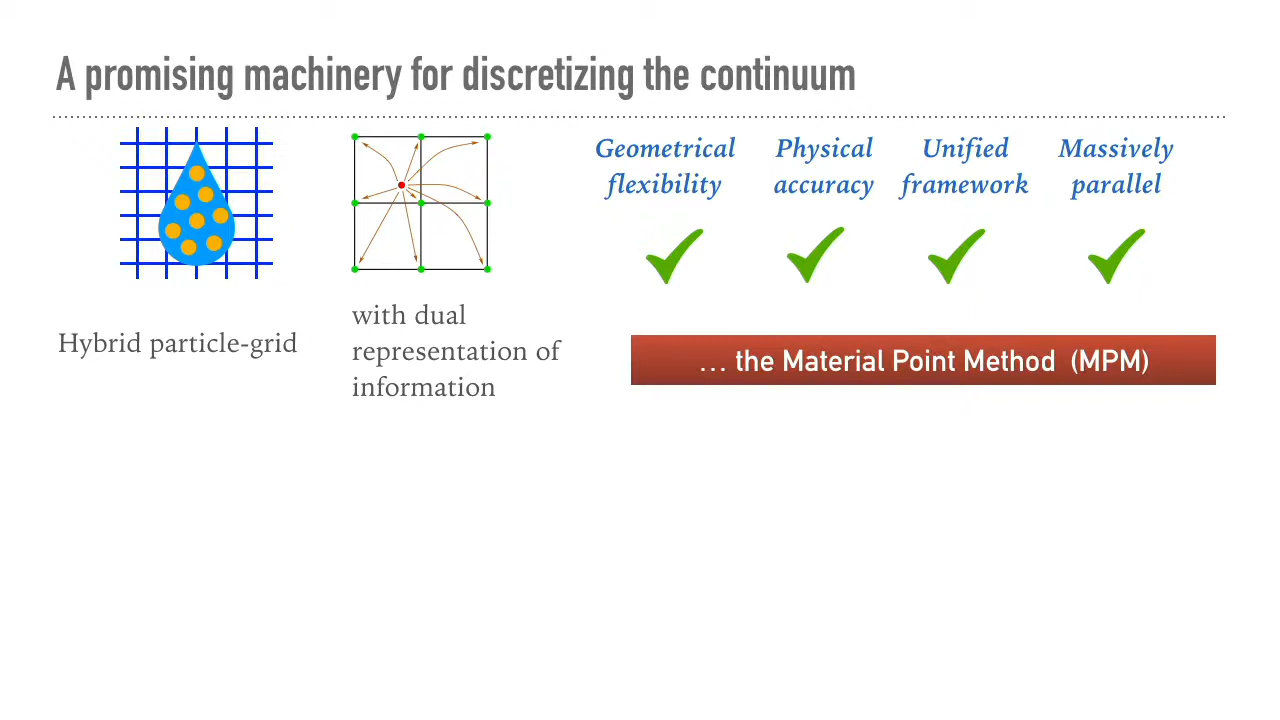 A promising machinery for discretizing the continuum
Geometrical
flexibility
Physical
accuracy
Unified
framework
Massively
parallel
Hybrid particle-grid
with dual
representation of
information
… the Material Point Method (MPM)